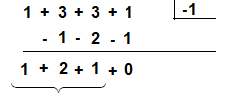 1 + 3 + 3 + 1 -1
- 1 - 2 - 1
1 + 2 + 1 + 0